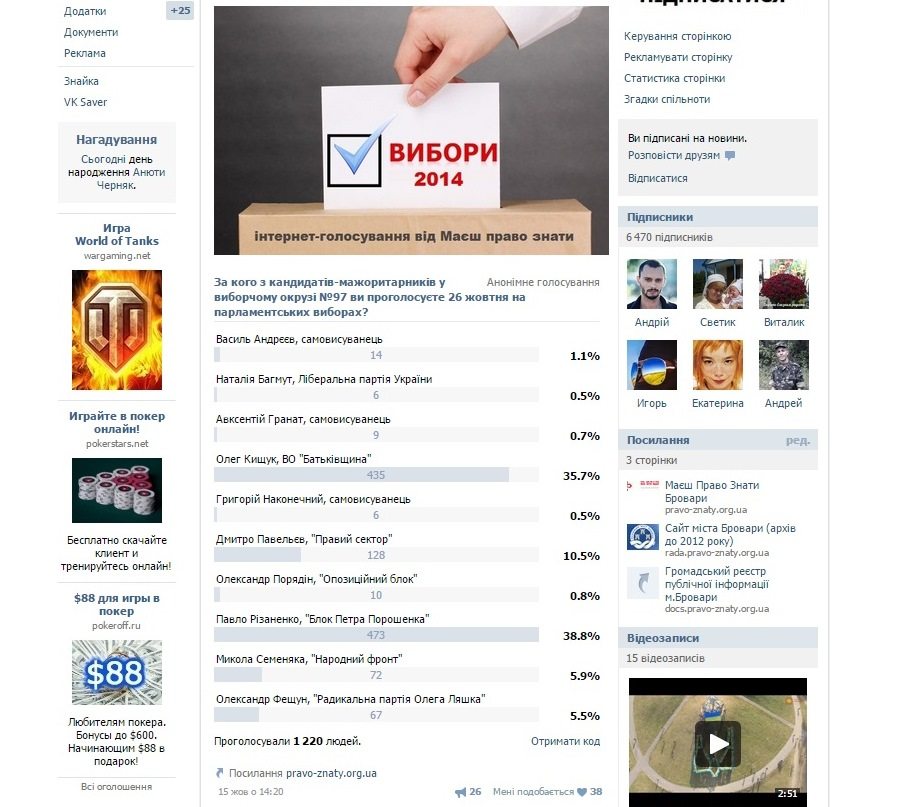 Додатки
+25
Документи
Реклама
Знайка
VK Saver
Нагадування
Сьогодні день
народження Анюти
Черняк.
Игра
World of Tanks
wargaming.net
Играйте в покер
онлайн!
pokerstars.net
Бесплатно скачайте
клиент и
тренируйтесь онлайн!
$88 для игры в
покер
pokeroff.ru
$88
Любителям покера.
Бонусы до $600.
Начинающим $88 в
подарок!
Всі оголошення
ВИБОРИ
2014
інтернет-голосування від Маєш право знати
За кого з кандидатів-мажоритарників у
виборчому окрузі №97 ви проголосуєте 26 жовтня на
парламентських виборах?
Анонімне голосування
Василь Андрєєв, самовисуванець
14 1.1%
Наталія Багмут, Ліберальна партія України
6 0.5%
Авксентій Гранат, самовисуванець
9 0.7%
Олег Кищук, ВО "Батьківщина"
435 35.7%
Григорій Наконечний, самовисуванець
6 0.5%
Дмитро Павельєв, "Правий сектор"
128 10.5%
Олександр Порядін, "Опозиційний блок"
10 0.8%
Павло Різаненко, "Блок Петра Порошенка"
473 38.8%
Микола Семеняка, "Народний фронт"
72 5.9%
Олександр Фещун, "Радикальна партія Олега Ляшка"
67 5.5%
Проголосували 1 220 людей.
Отримати код
Посилання pravo-znaty.org.ua
15 жов о 14:20
26 Мені подобається 38
Керування сторінкою
Рекламувати сторінку
Статистика сторінки
Згадки спільноти
Ви підписані на новини.
Розповісти друзям
Відписатися
Підписники
6 470 підписників
Андрій Светик Виталик
Игорь Екатерина Андрей
Посилання ред.
3 сторінки
Маєш Право Знати
Бровари
pravo-znaty.org.ua
Сайт міста Бровари (архів
до 2012 року)
rada.pravo-znaty.org.ua
Громадський реєстр
публічної інформації
м.Бровари
docs.pravo-znaty.org.ua
Відеозаписи
15 відеозаписів
2:51